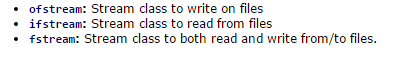 • ofstream: Stream class to write on files
• ifstream: Stream class to read from files
• fstream: Stream class to both read and write from/to files.